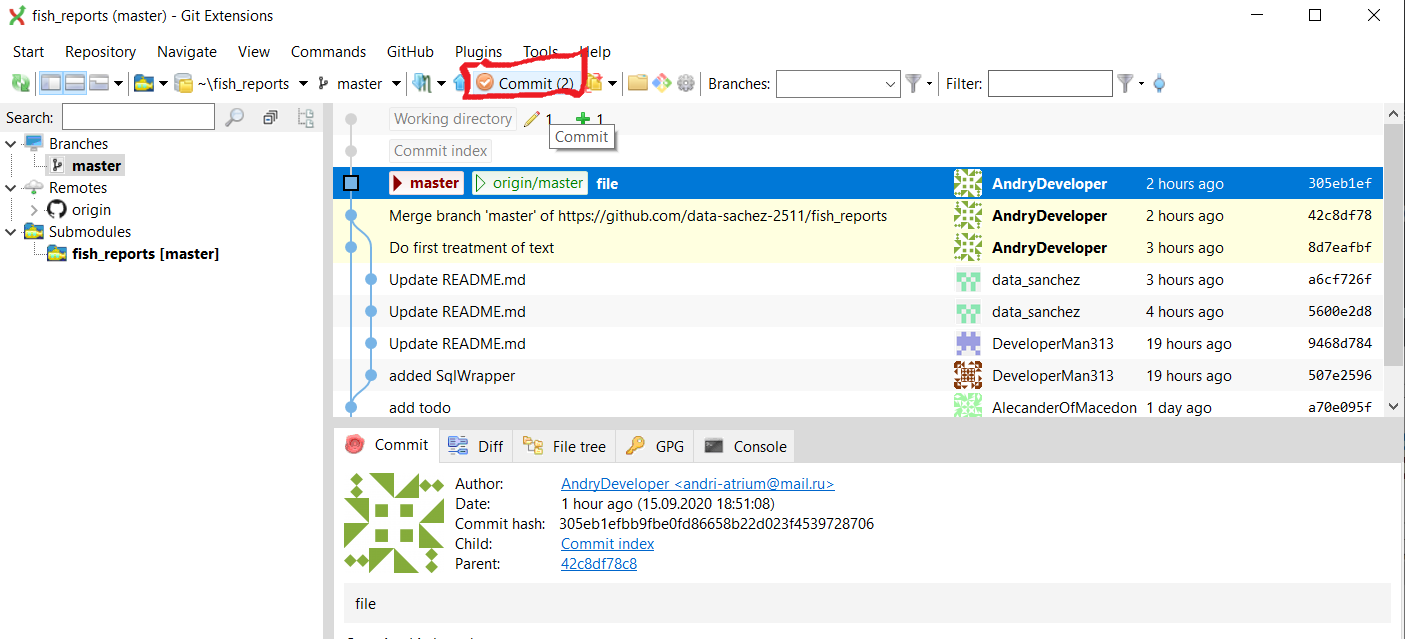 fish_reports (master) - Git Extensions
Start Repository Navigate View Commands GitHub Plugins Tools Help
~\fish_reports master Commit (2) Branches: Filter:
Search:
Working directory 1 1
Commit
Commit index
Branches
master
Remotes
origin
Submodules
fish_reports [master]
master origin/master file AndryDeveloper 2 hours ago 305eb1ef
Merge branch 'master' of https://github.com/data-sachez-2511/fish_reports AndryDeveloper 2 hours ago 42c8df78
Do first treatment of text AndryDeveloper 3 hours ago 8d7eafbf
Update README.md data_sanchez 3 hours ago a6cf726f
Update README.md data_sanchez 4 hours ago 5600e2d8
Update README.md DeveloperMan313 19 hours ago 9468d784
added SqlWrapper DeveloperMan313 19 hours ago 507e2596
add todo AlecanderOfMacedon 1 day ago a70e095f
Commit Diff File tree GPG Console
Author: AndryDeveloper <andri-atrium@mail.ru>
Date: 1 hour ago (15.09.2020 18:51:08)
Commit hash: 305eb1efbb9fbe0fd86658b22d023f4539728706
Child: Commit index
Parent: 42c8df78c8
file